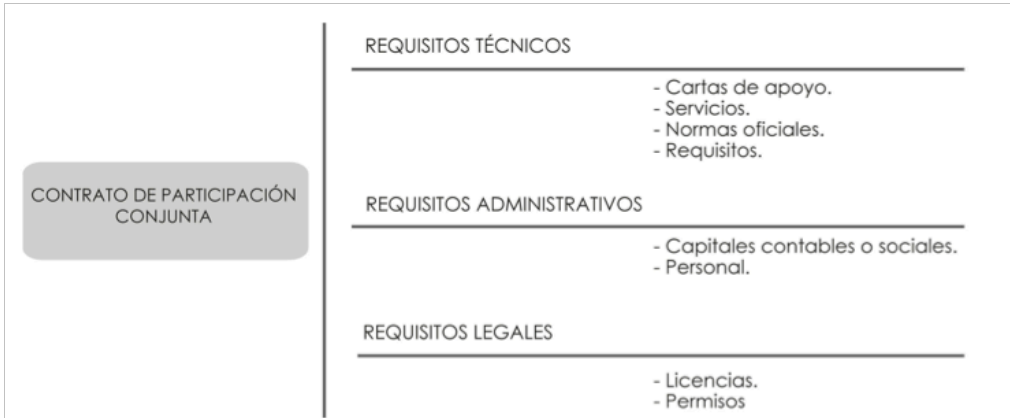 CONTRATO DE PARTICIPACIÓN
CONJUNTA
REQUISITOS TÉCNICOS
- Cartas de apoyo.
- Servicios.
- Normas oficiales.
- Requisitos.
REQUISITOS ADMINISTRATIVOS
- Capitales contables o sociales.
- Personal.
REQUISITOS LEGALES
- Licencias.
- Permisos